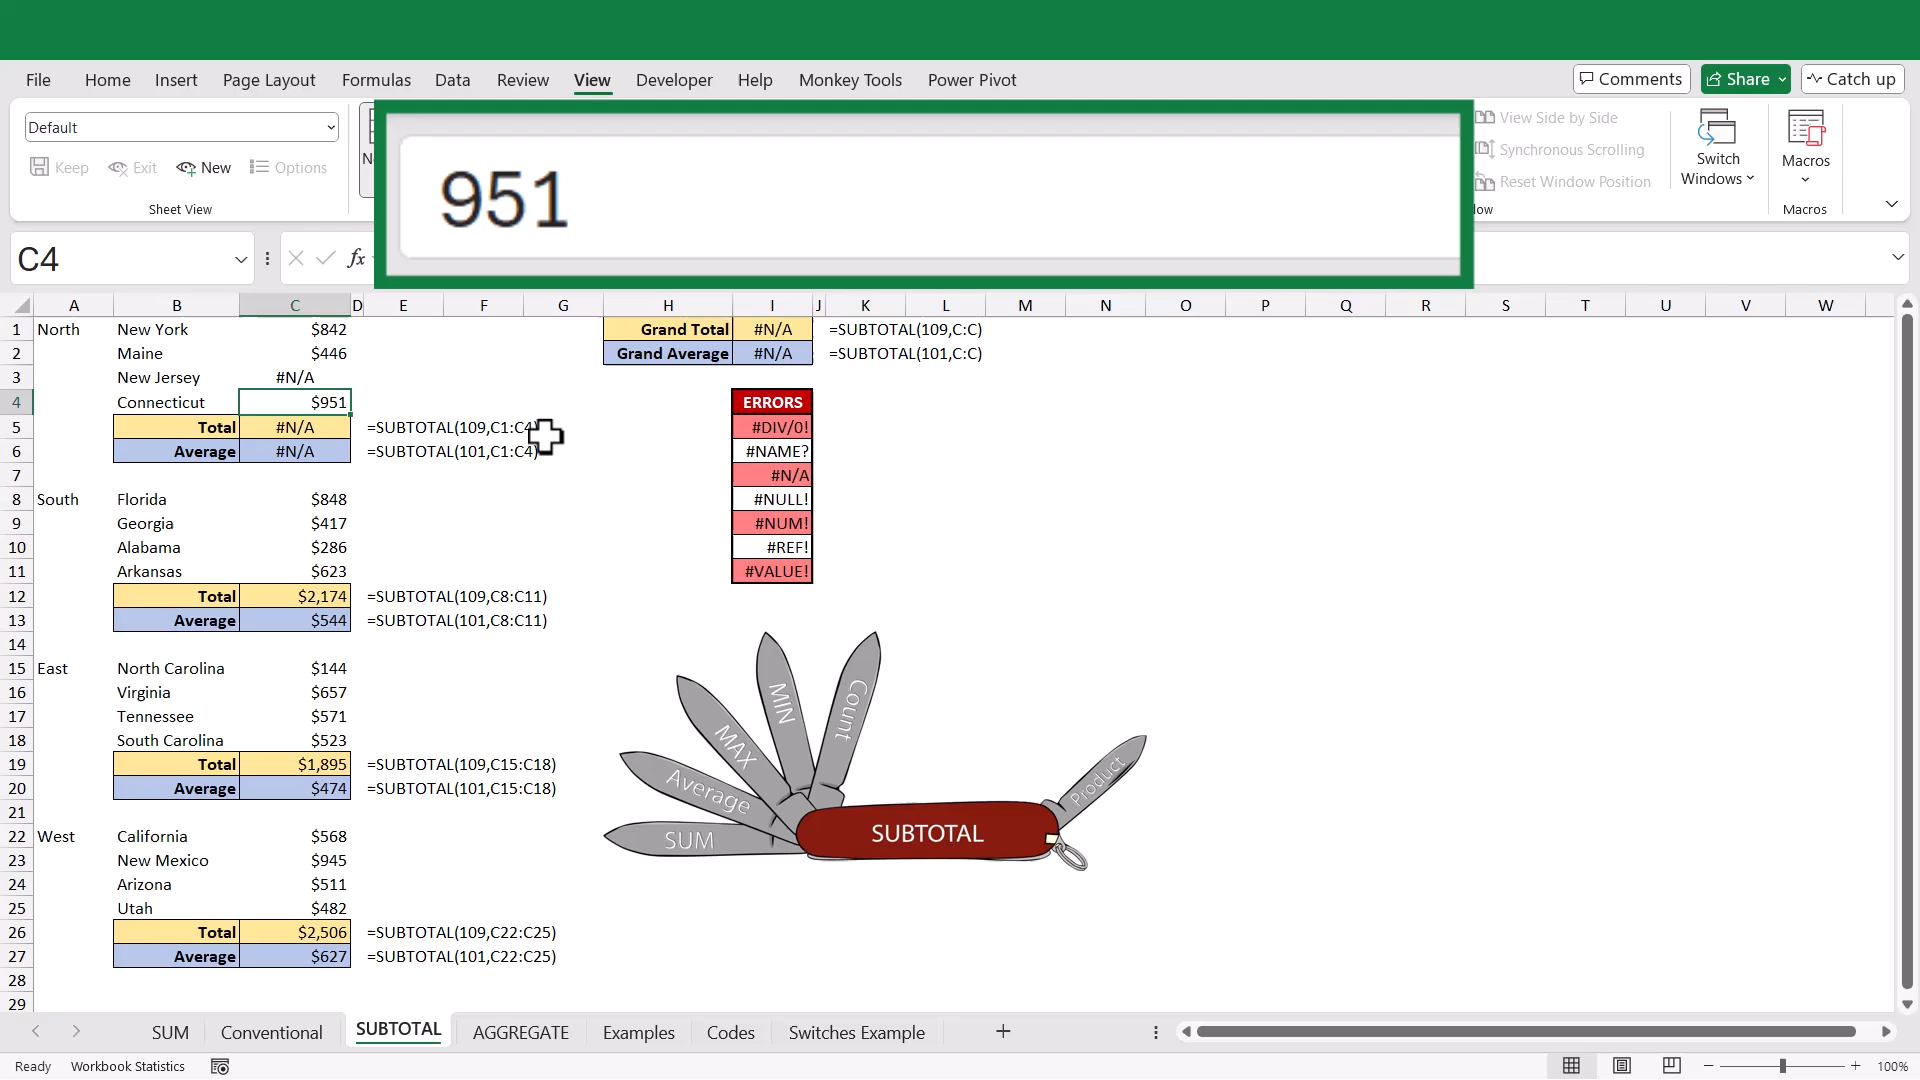 File Home Insert Page Layout Formulas Data Review View Developer Help Monkey Tools Power Pivot Comments Share Catch up
Default
Keep Exit New Options
Sheet View
951
View Side by Side
Synchronous Scrolling
Reset Window Position
Switch Windows
Macros
Macros
C4 fx
A B C D E F G H I J K L M N O P Q R S T U V W
1 North New York $842 Grand Total #N/A =SUBTOTAL(109,C:C)
2 Maine $446 Grand Average #N/A =SUBTOTAL(101,C:C)
3 New Jersey #N/A
4 Connecticut $951 ERRORS
5 Total #N/A =SUBTOTAL(109,C1:C4) #DIV/0!
6 Average #N/A =SUBTOTAL(101,C1:C4) #NAME?
7 #N/A
8 South Florida $848 #NULL!
9 Georgia $417 #NUM!
10 Alabama $286 #REF!
11 Arkansas $623 #VALUE!
12 Total $2,174 =SUBTOTAL(109,C8:C11)
13 Average $544 =SUBTOTAL(101,C8:C11)
14
15 East North Carolina $144
16 Virginia $657
17 Tennessee $571
18 South Carolina $523
19 Total $1,895 =SUBTOTAL(109,C15:C18)
20 Average $474 =SUBTOTAL(101,C15:C18)
21
22 West California $568
23 New Mexico $945
24 Arizona $511
25 Utah $482
26 Total $2,506 =SUBTOTAL(109,C22:C25)
27 Average $627 =SUBTOTAL(101,C22:C25)
28
29
SUM
Average
MAX
MIN
Count
Product
SUBTOTAL
SUM Conventional SUBTOTAL AGGREGATE Examples Codes Switches Example
Ready Workbook Statistics 100%